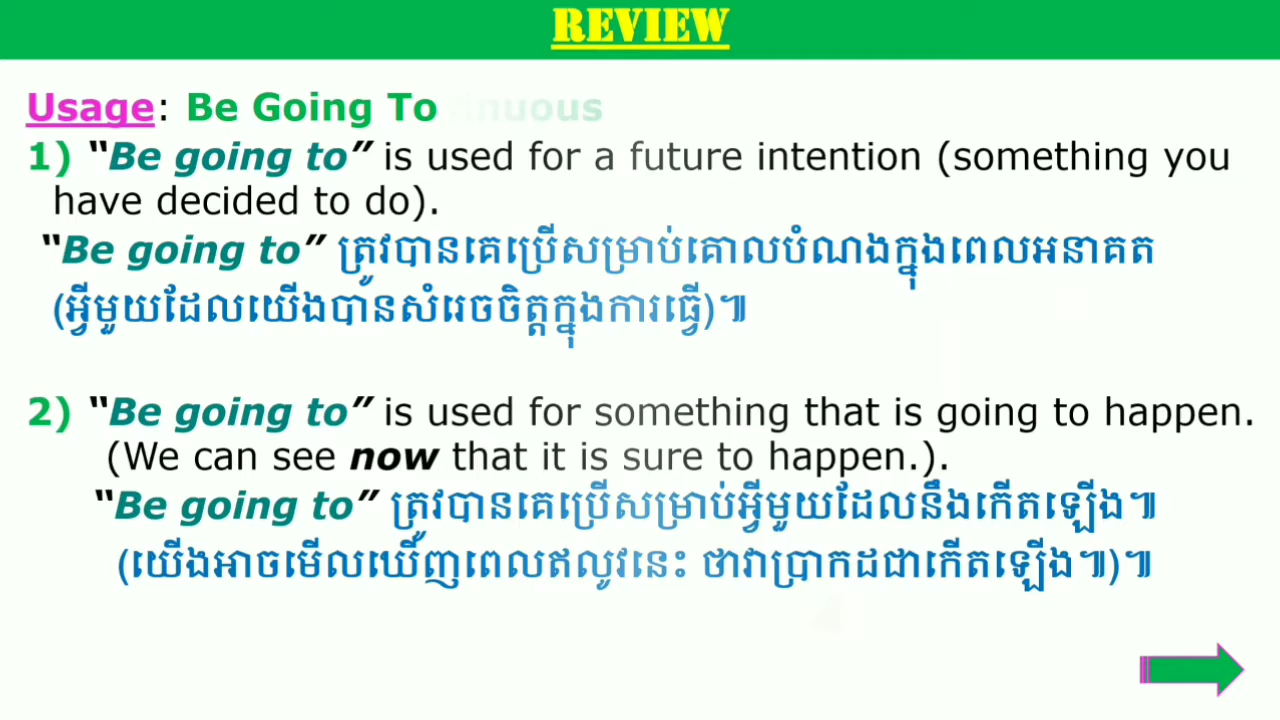 REVIEW
Usage: Be Going To
1) “Be going to” is used for a future intention (something you
have decided to do).
“Be going to” ត្រូវបានគេប្រើសម្រាប់គោលបំណងក្នុងពេលអនាគត
(អ្វីមួយដែលយើងបានសំរេចចិត្តក្នុងការធ្វើ)៕
2) “Be going to” is used for something that is going to happen.
(We can see now that it is sure to happen.).
“Be going to” ត្រូវបានគេប្រើសម្រាប់អ្វីមួយដែលនឹងកើតឡើង៕
(យើងអាចមើលឃើញពេលឥលូវនេះ ថាវាប្រាកដជាកើតឡើង៕)៕